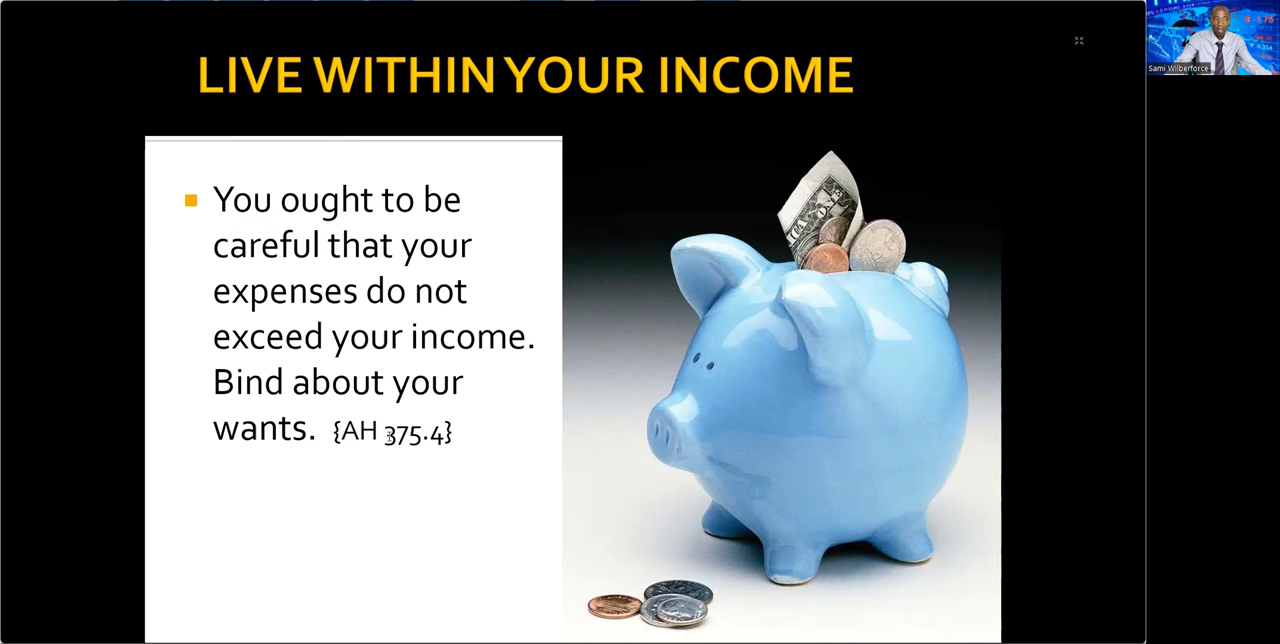 LIVE WITHIN YOUR INCOME
You ought to be
careful that your
expenses do not
exceed your income.
Bind about your
wants. {AH 375.4}
ONE
Sami Wilberforce